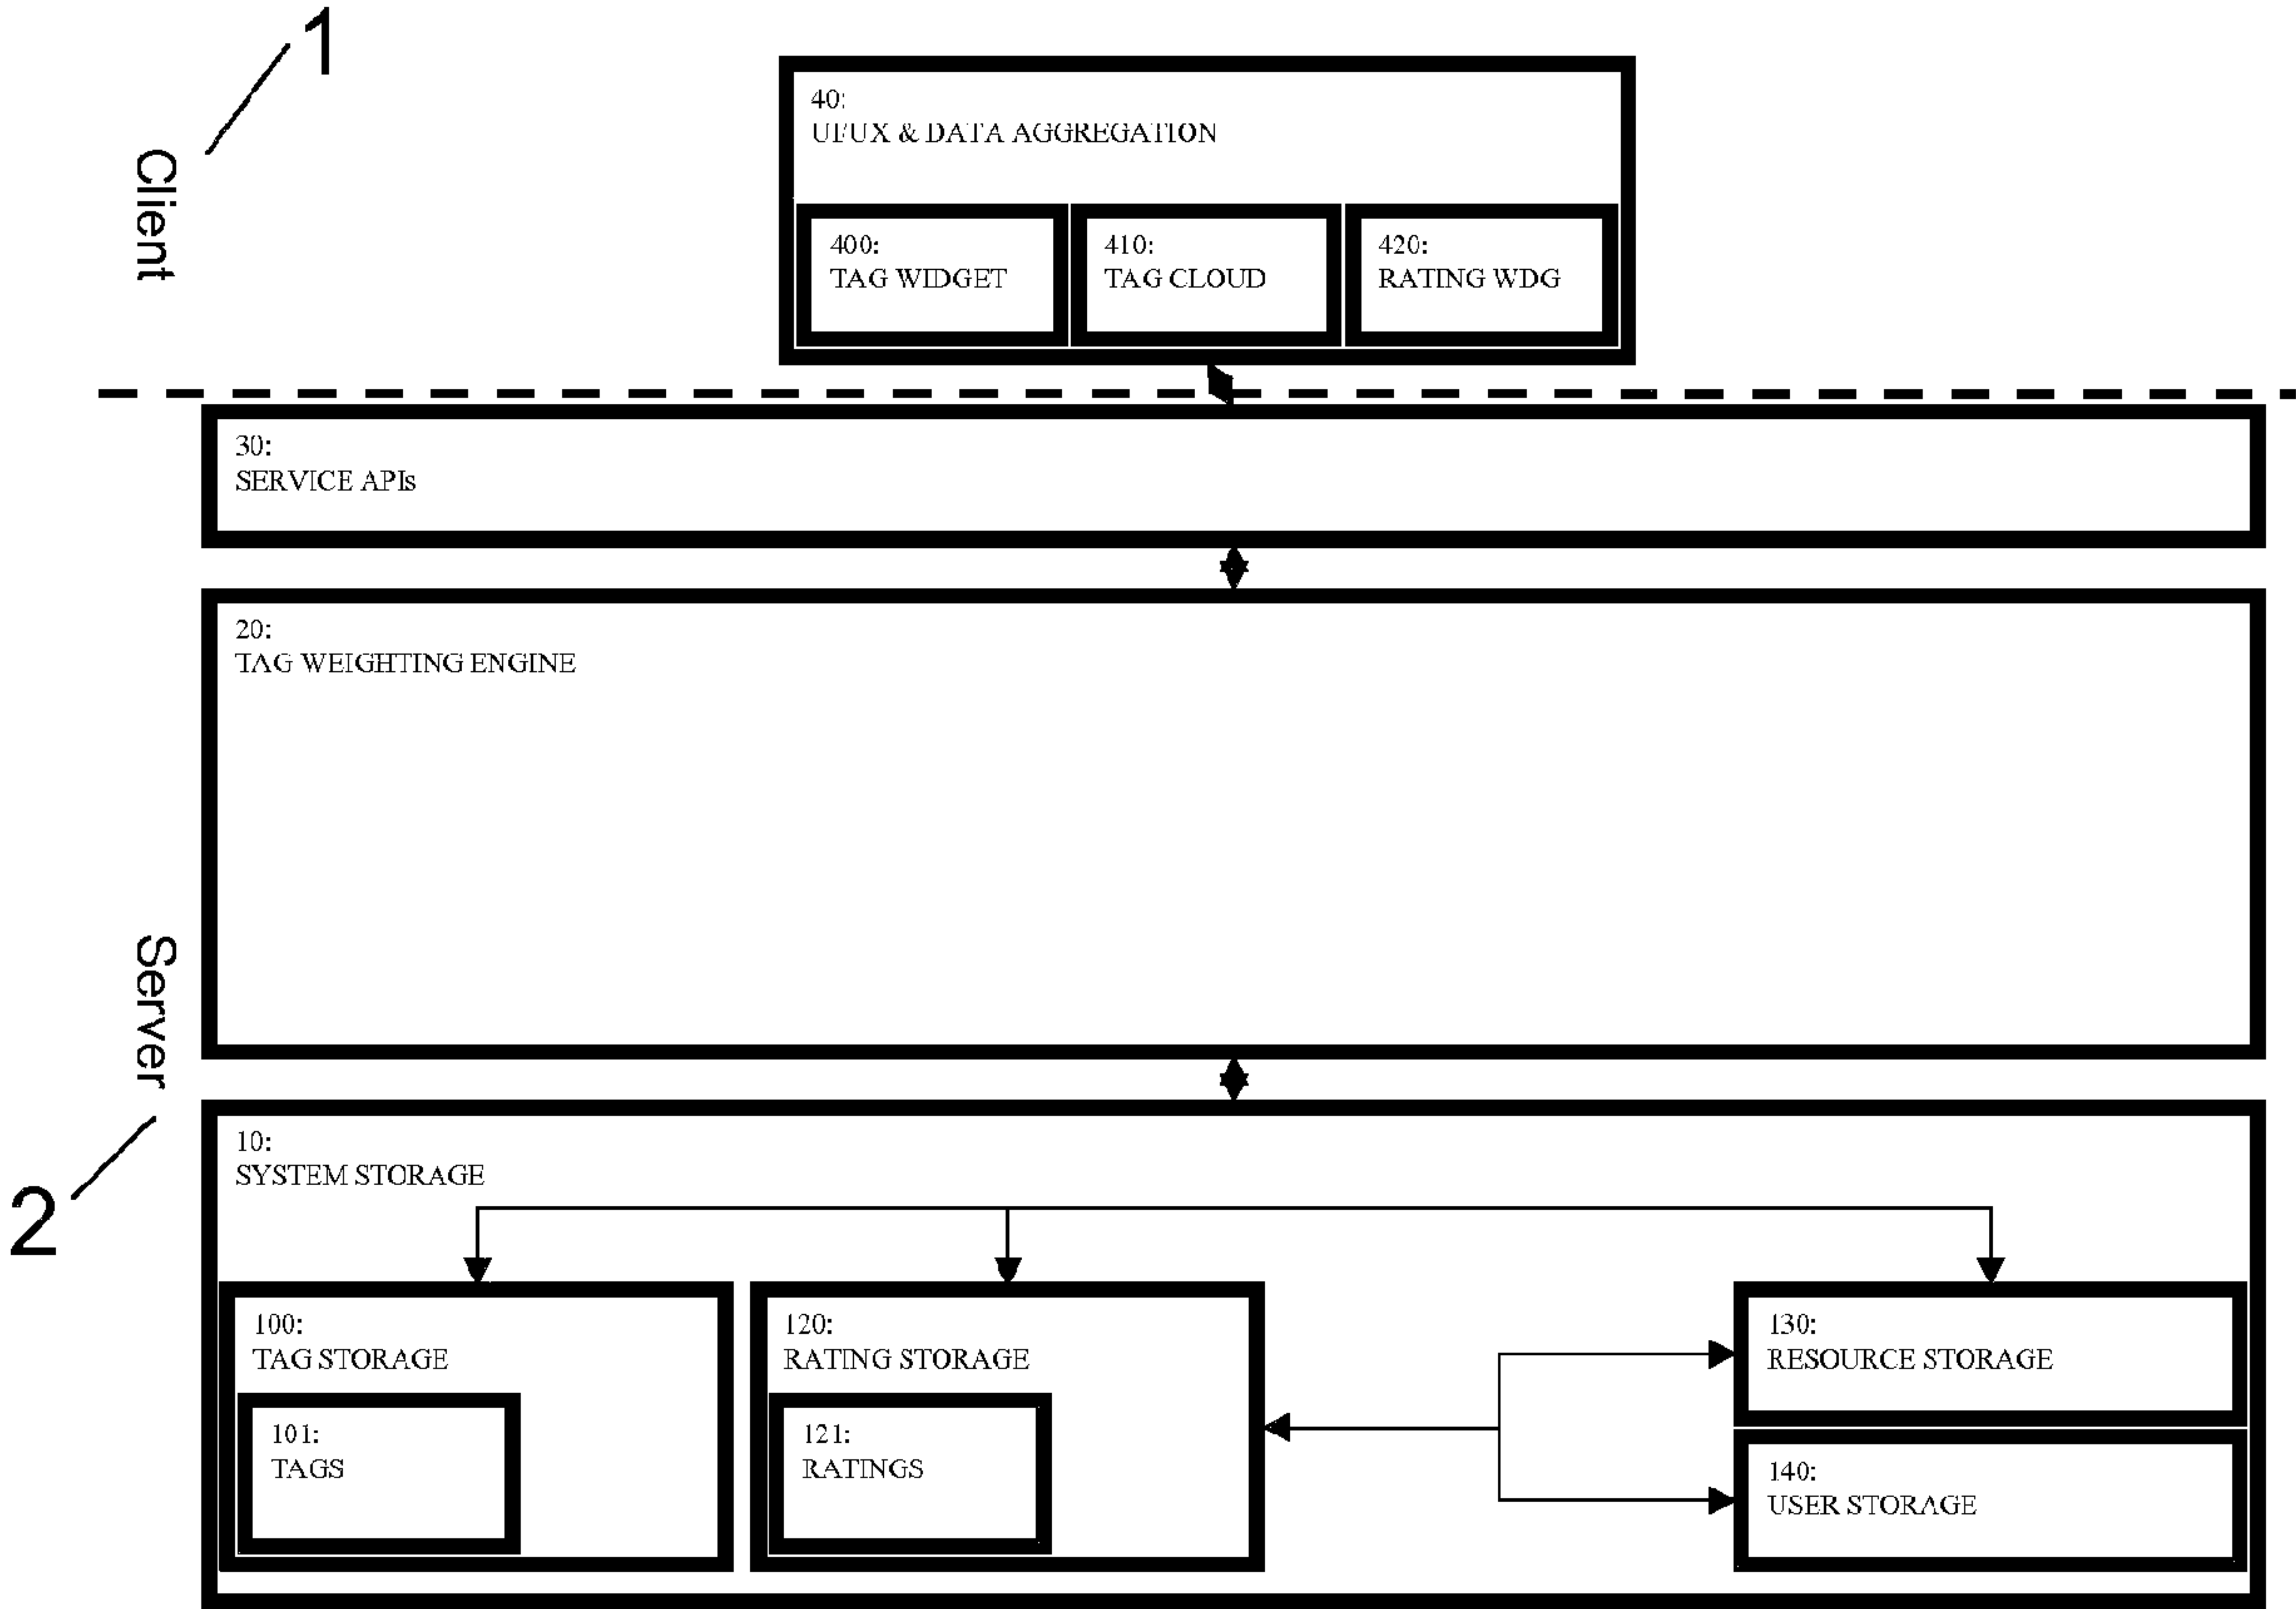 1
Client
40:
UI/UX & DATA AGGREGATION
400:
TAG WIDGET
410:
TAG CLOUD
420:
RATING WDG
30:
SERVICE APIs
20:
TAG WEIGHTING ENGINE
Server
2
10:
SYSTEM STORAGE
100:
TAG STORAGE
101:
TAGS
120:
RATING STORAGE
121:
RATINGS
130:
RESOURCE STORAGE
140:
USER STORAGE